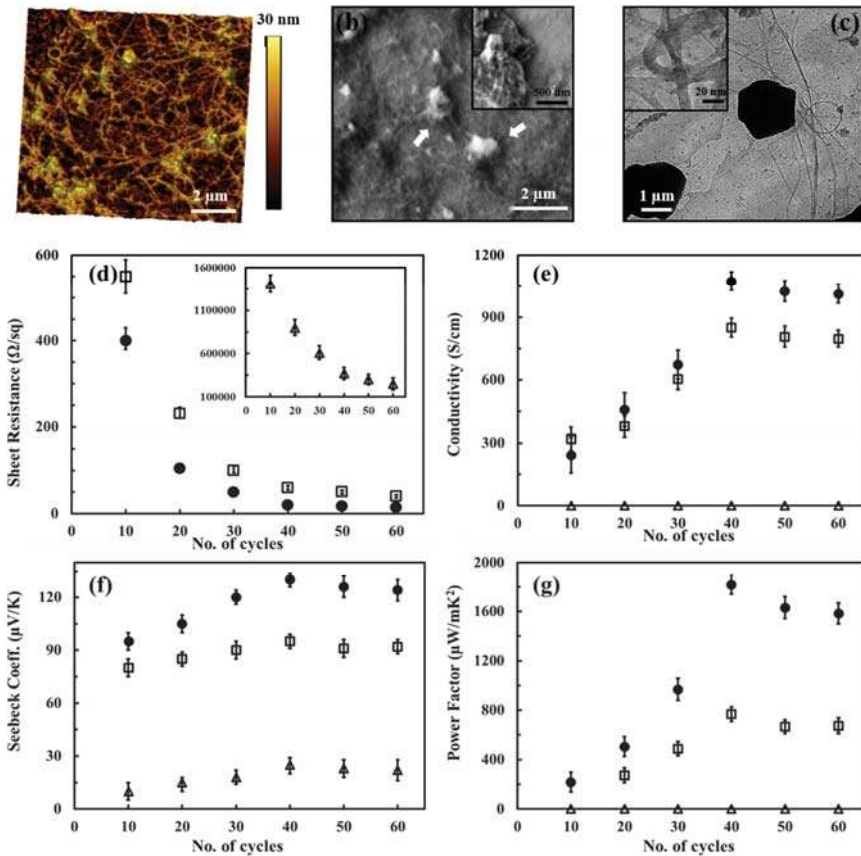 30 nm
2 µm
(b)
500 nm
2 µm
(c)
20 nm
1 µm
(d)
Sheet Resistance (Ω/sq)
600
400
200
0
0 10 20 30 40 50 60
No. of cycles
1600000
1100000
600000
100000
10 20 30 40 50 60
(e)
Conductivity (S/cm)
1200
900
600
300
0
0 10 20 30 40 50 60
No. of cycles
(f)
Seebeck Coeff. (µV/K)
120
90
60
30
0
0 10 20 30 40 50 60
No. of cycles
(g)
Power Factor (µW/mK²)
2000
1600
1200
800
400
0
0 10 20 30 40 50 60
No. of cycles